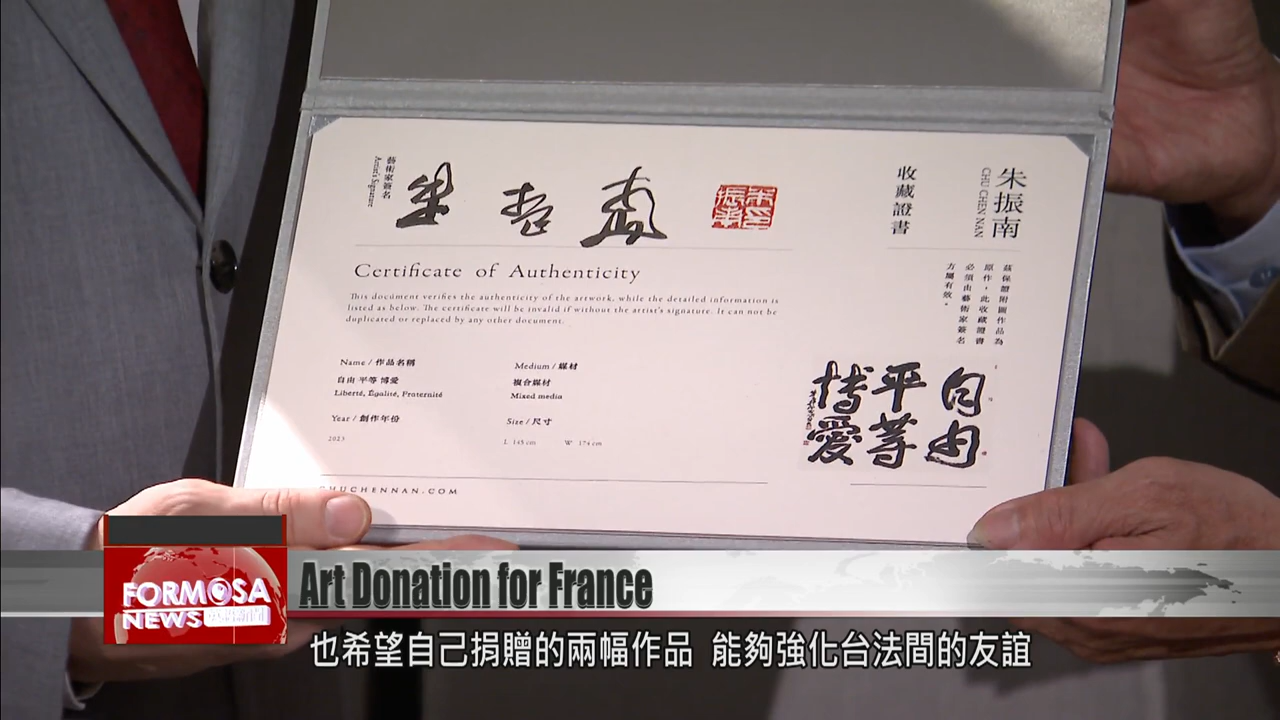 藝術家簽名
Artist's Signature
朱振南
CHU CHEN NAN
收藏證書
茲保證附圖作品為
原作，此收藏證書
必須由藝術家簽名
方屬有效。
Certificate of Authenticity
This document verifies the authenticity of the artwork, while the detailed information is
listed as below. The certificate will be invalid if without the artist's signature. It can not be
duplicated or replaced by any other document.
Name / 作品名稱
自由 平等 博愛
Liberté, Égalité, Fraternité
Medium / 媒材
複合媒材
Mixed media
Year / 創作年份
2023
Size / 尺寸
L 145 cm W 174 cm
自由
平等
博愛
CHUCHENNAN.COM
FORMOSA
NEWS
Art Donation for France
也希望自己捐贈的兩幅作品 能夠強化台法間的友誼